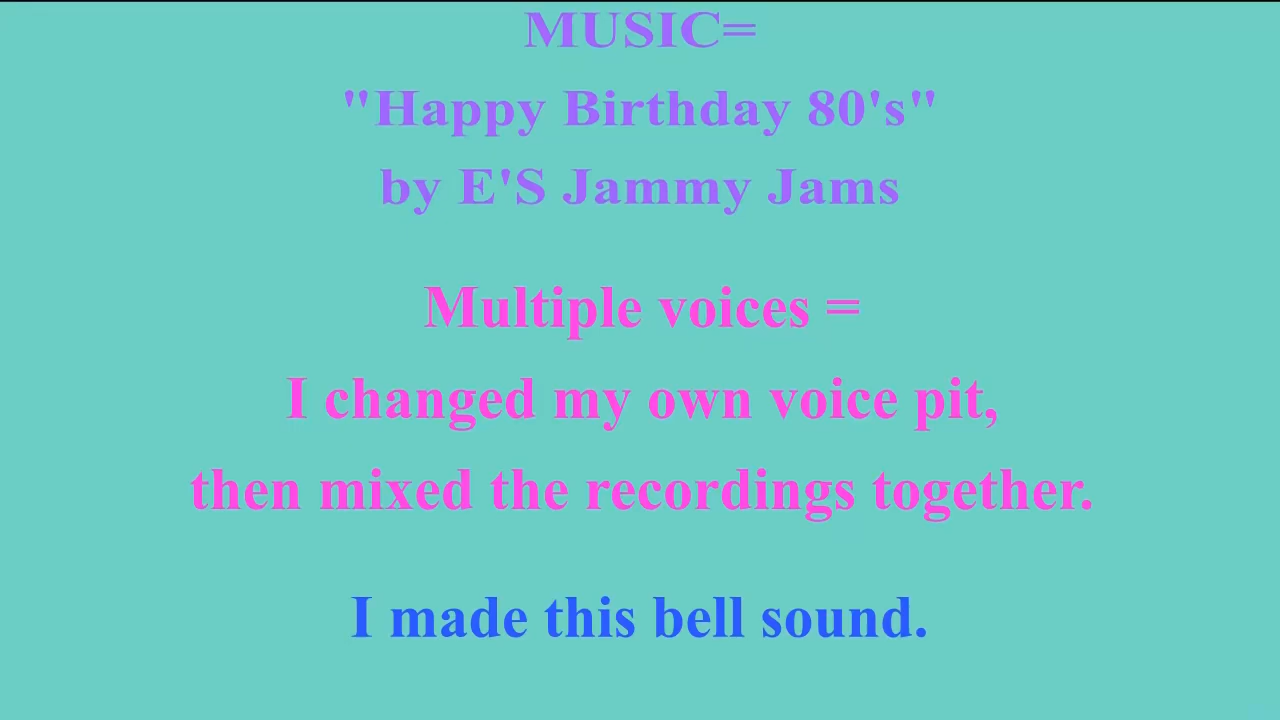 MUSIC=
"Happy Birthday 80's"
by E'S Jammy Jams
Multiple voices =
I changed my own voice pit,
then mixed the recordings together.
I made this bell sound.